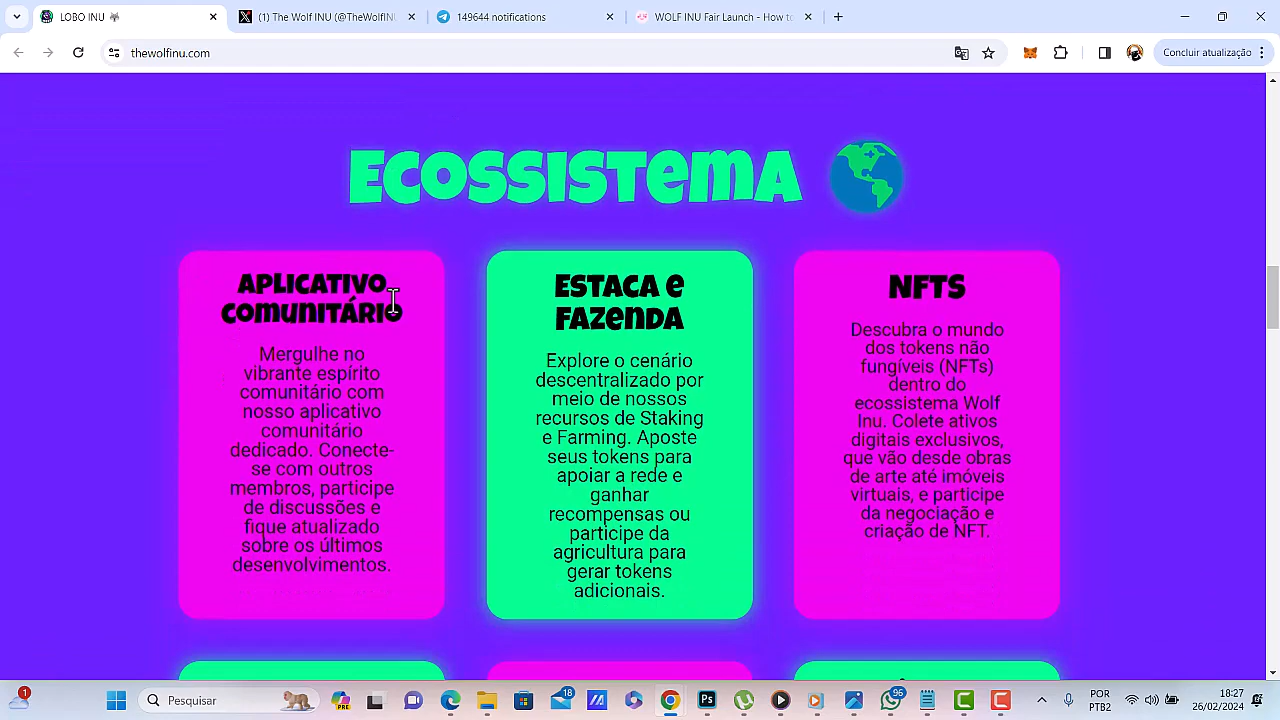 LOBO INU
(1) The Wolf INU (@TheWolfIN
149644 notifications
WOLF INU Fair Launch - How to
thewolfinu.com
Concluir atualização
Ecossistema
Aplicativo
comunitário
Mergulhe no
vibrante espírito
comunitário com
nosso aplicativo
comunitário
dedicado. Conecte-
se com outros
membros, participe
de discussões e
fique atualizado
sobre os últimos
desenvolvimentos.
Estaca e
Fazenda
Explore o cenário
descentralizado por
meio de nossos
recursos de Staking
e Farming. Aposte
seus tokens para
apoiar a rede e
ganhar
recompensas ou
participe da
agricultura para
gerar tokens
adicionais.
NFTS
Descubra o mundo
dos tokens não
fungíveis (NFTs)
dentro do
ecossistema Wolf
Inu. Colete ativos
digitais exclusivos,
que vão desde obras
de arte até imóveis
virtuais, e participe
da negociação e
criação de NFT.
1
Pesquisar
PRE
18
Ps
96
POR
PTB2
18:27
26/02/2024